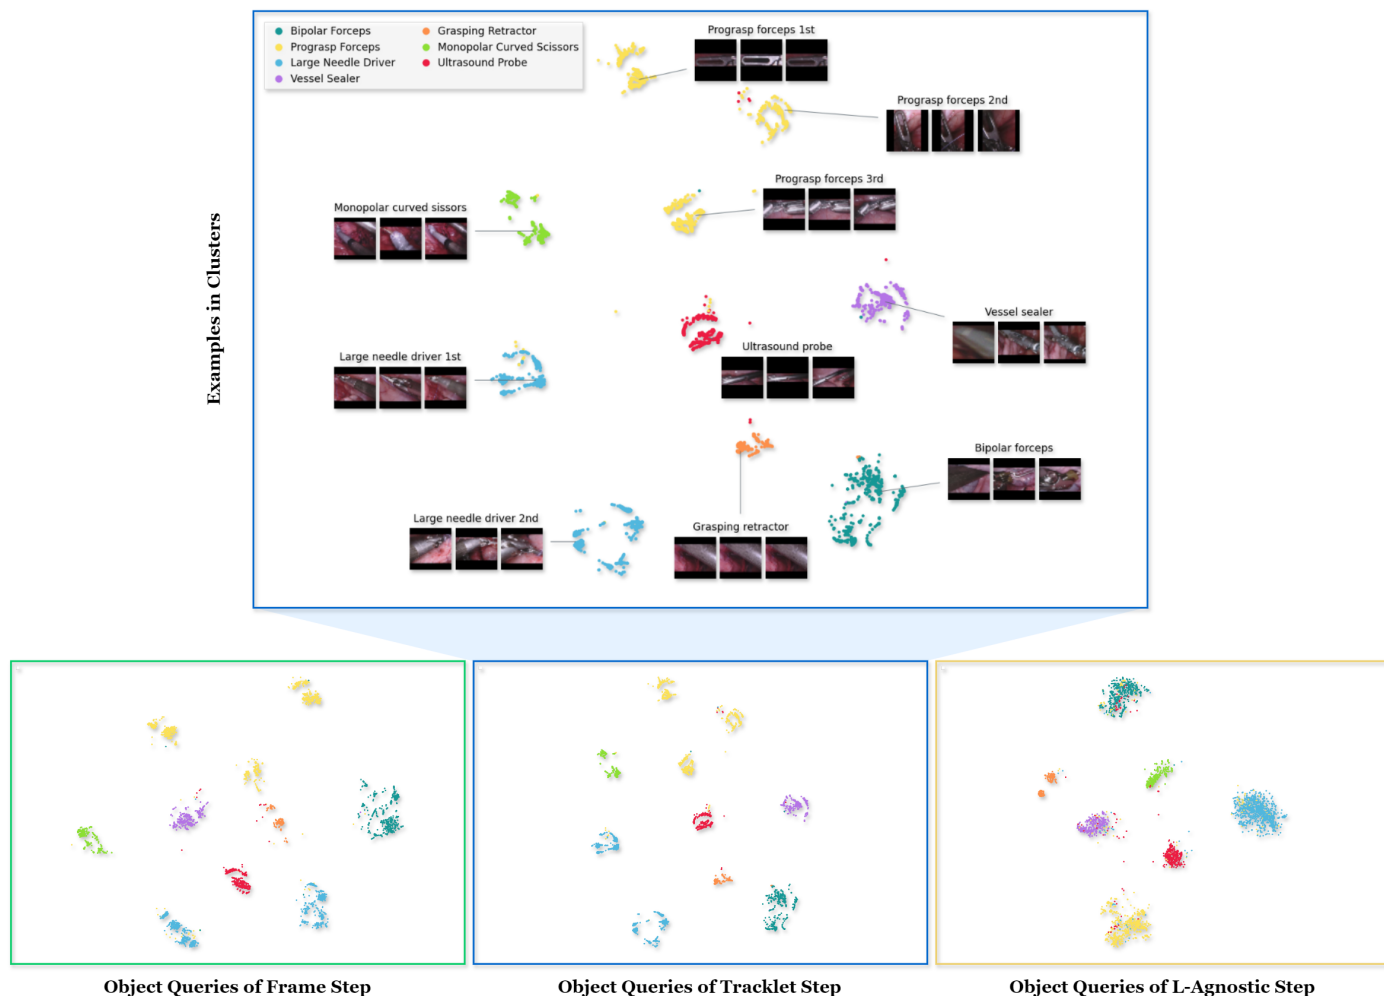 Bipolar Forceps
Prograsp Forceps
Large Needle Driver
Vessel Sealer
Grasping Retractor
Monopolar Curved Scissors
Ultrasound Probe
Prograsp forceps 1st
Prograsp forceps 2nd
Prograsp forceps 3rd
Monopolar curved sissors
Vessel sealer
Ultrasound probe
Large needle driver 1st
Bipolar forceps
Large needle driver 2nd
Grasping retractor
Examples in Clusters
Object Queries of Frame Step
Object Queries of Tracklet Step
Object Queries of L-Agnostic Step